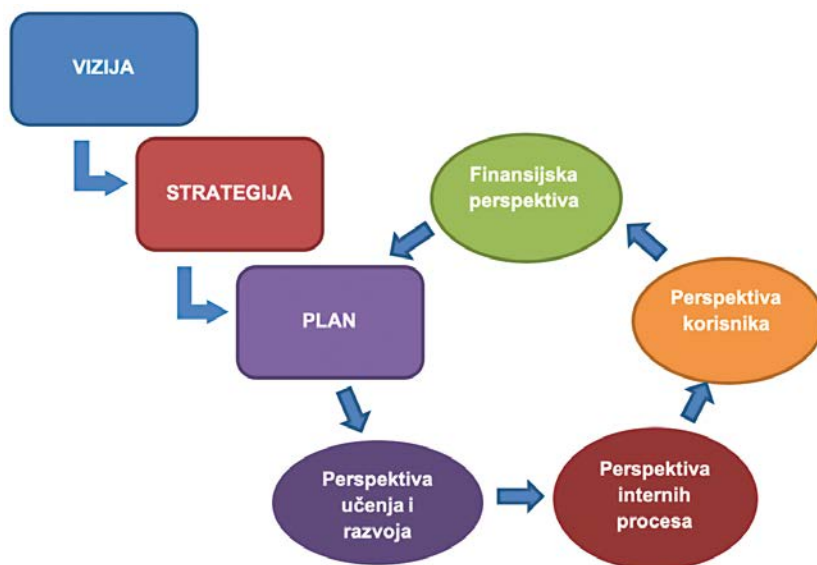 VIZIJA
STRATEGIJA
PLAN
Finansijska
perspektiva
Perspektiva
korisnika
Perspektiva
internih
procesa
Perspektiva
učenja i
razvoja